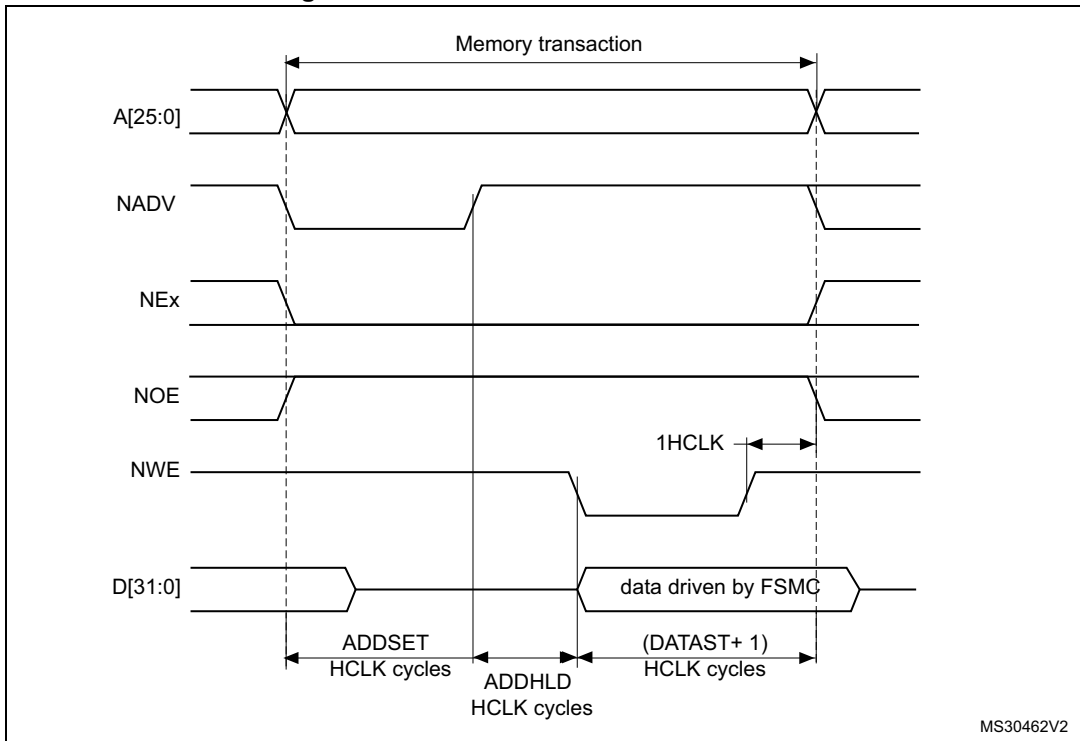 Memory transaction
A[25:0]
NADV
NEx
NOE
1HCLK
NWE
D[31:0]
data driven by FSMC
ADDSET
HCLK cycles
ADDHLD
HCLK cycles
(DATAST+ 1)
HCLK cycles
MS30462V2